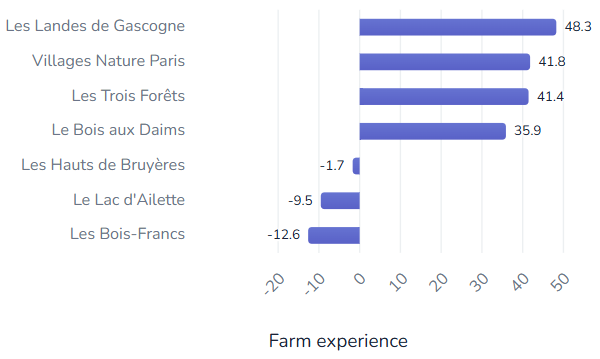 Les Landes de Gascogne 48.3
Villages Nature Paris 41.8
Les Trois Forêts 41.4
Le Bois aux Daims 35.9
Les Hauts de Bruyères -1.7
Le Lac d'Ailette -9.5
Les Bois-Francs -12.6
-20 -10 0 10 20 30 40 50
Farm experience